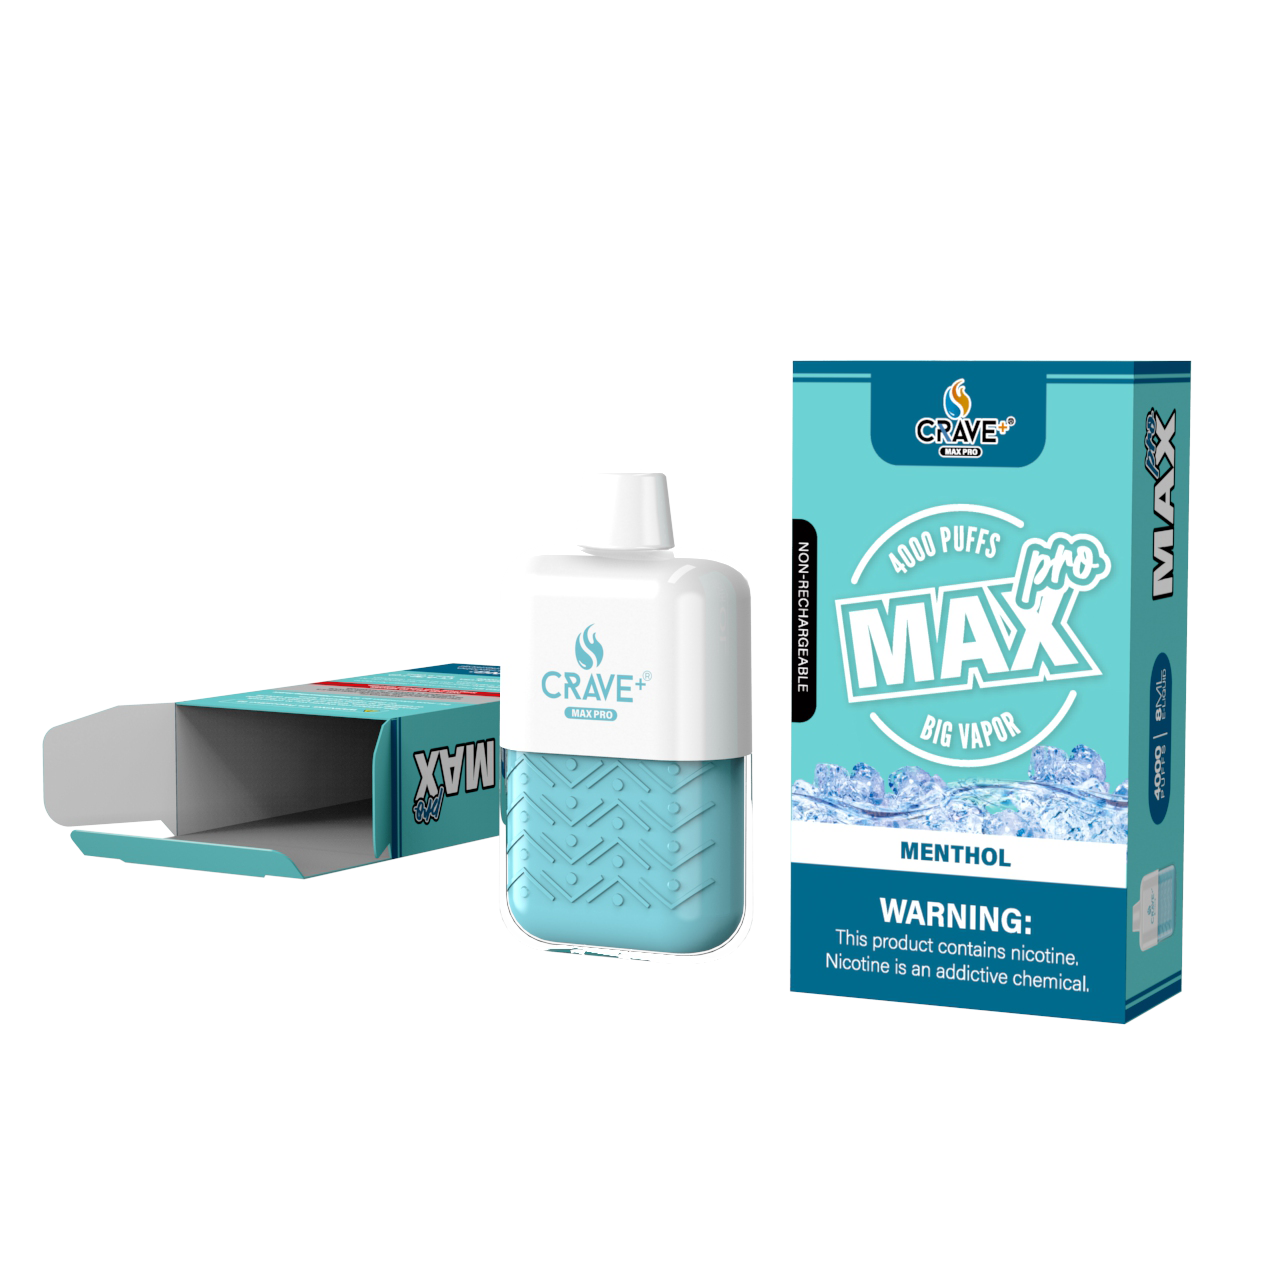 CRAVE+®
MAX PRO
4000 PUFFS
MAX pro
BIG VAPOR
NON-RECHARGEABLE
MENTHOL
WARNING:
This product contains nicotine.
Nicotine is an addictive chemical.
MAX pro
4000 PUFFS | 8ML E-LIQUID
CRAVE+®
MAX PRO
MAX
pro